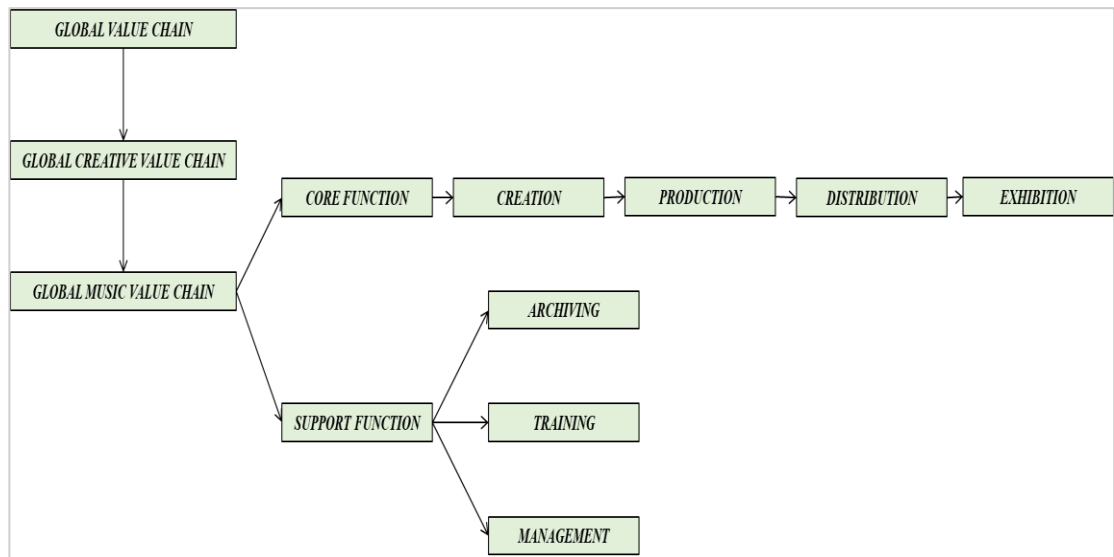 GLOBAL VALUE CHAIN
GLOBAL CREATIVE VALUE CHAIN
GLOBAL MUSIC VALUE CHAIN
CORE FUNCTION
CREATION
PRODUCTION
DISTRIBUTION
EXHIBITION
SUPPORT FUNCTION
ARCHIVING
TRAINING
MANAGEMENT